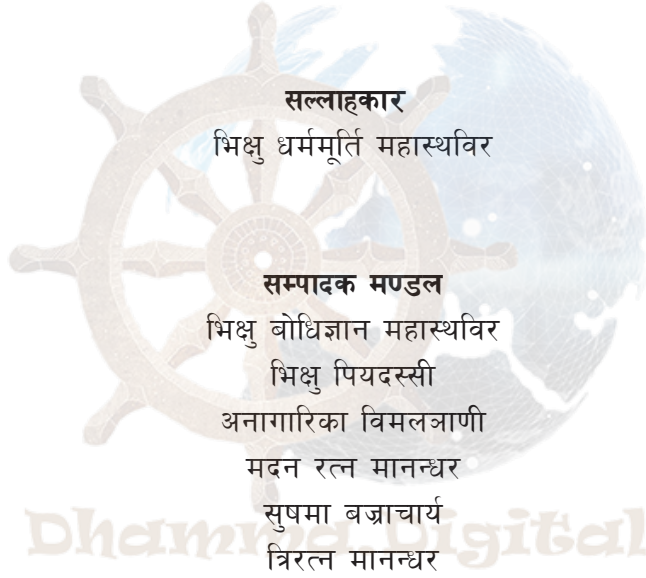 सल्लाहकार
भिक्षु धर्ममूर्ति महास्थविर
सम्पादक मण्डल
भिक्षु बोधिज्ञान महास्थविर
भिक्षु पियदस्सी
अनागारिका विमलञाणी
मदन रत्न मानन्धर
सुषमा बज्राचार्य
त्रिरत्न मानन्धर
Dhamma.Digital